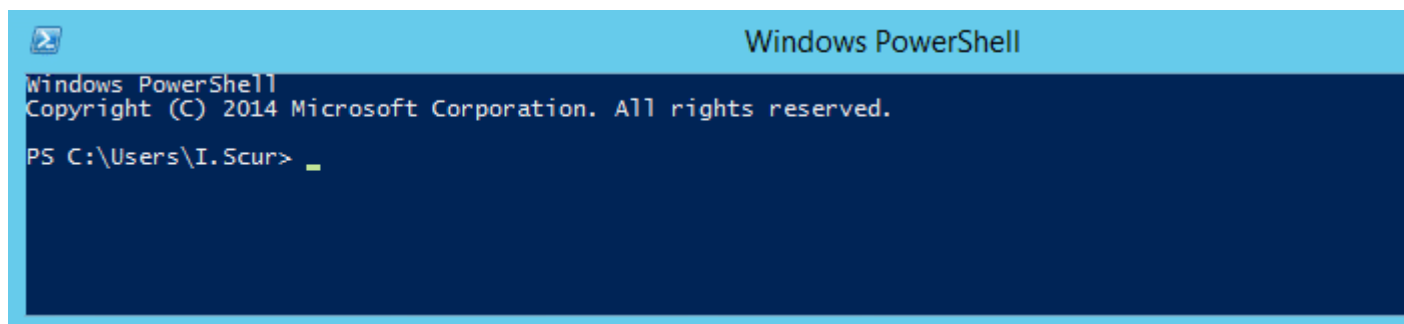 Windows PowerShell
Windows PowerShell
Copyright (C) 2014 Microsoft Corporation. All rights reserved.
PS C:\Users\I.Scur> _